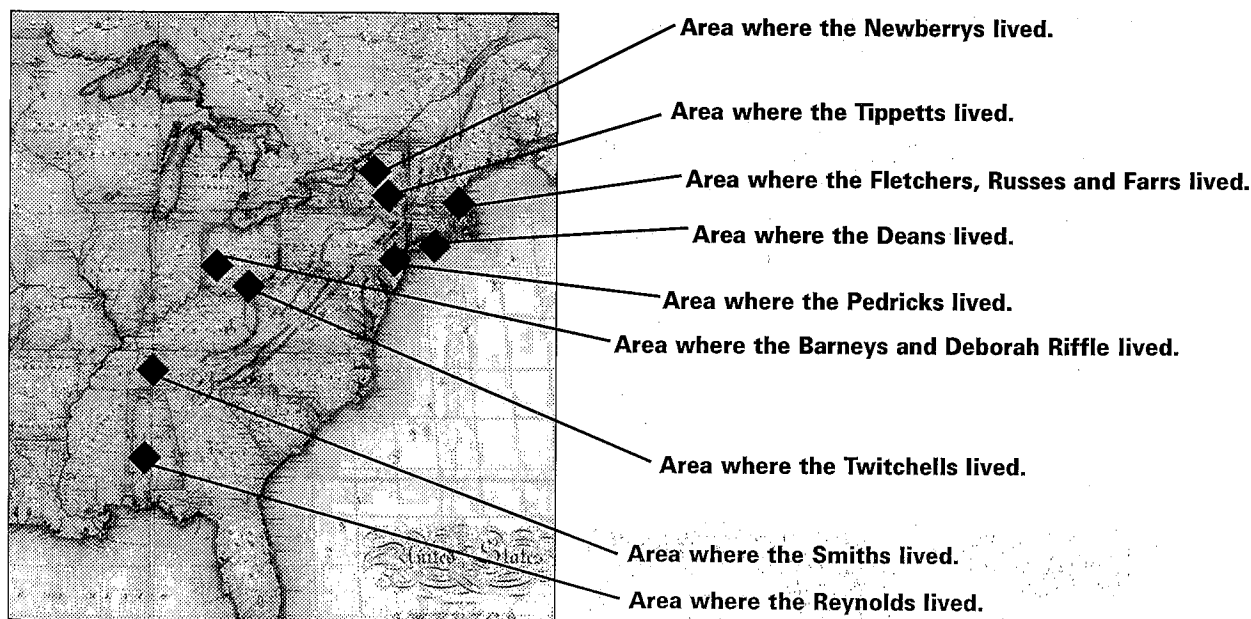 Area where the Newberrys lived.
Area where the Tippetts lived.
Area where the Fletchers, Russes and Farrs lived.
Area where the Deans lived.
Area where the Pedricks lived.
Area where the Barneys and Deborah Riffle lived.
Area where the Twitchells lived.
United States
Area where the Smiths lived.
Area where the Reynolds lived.